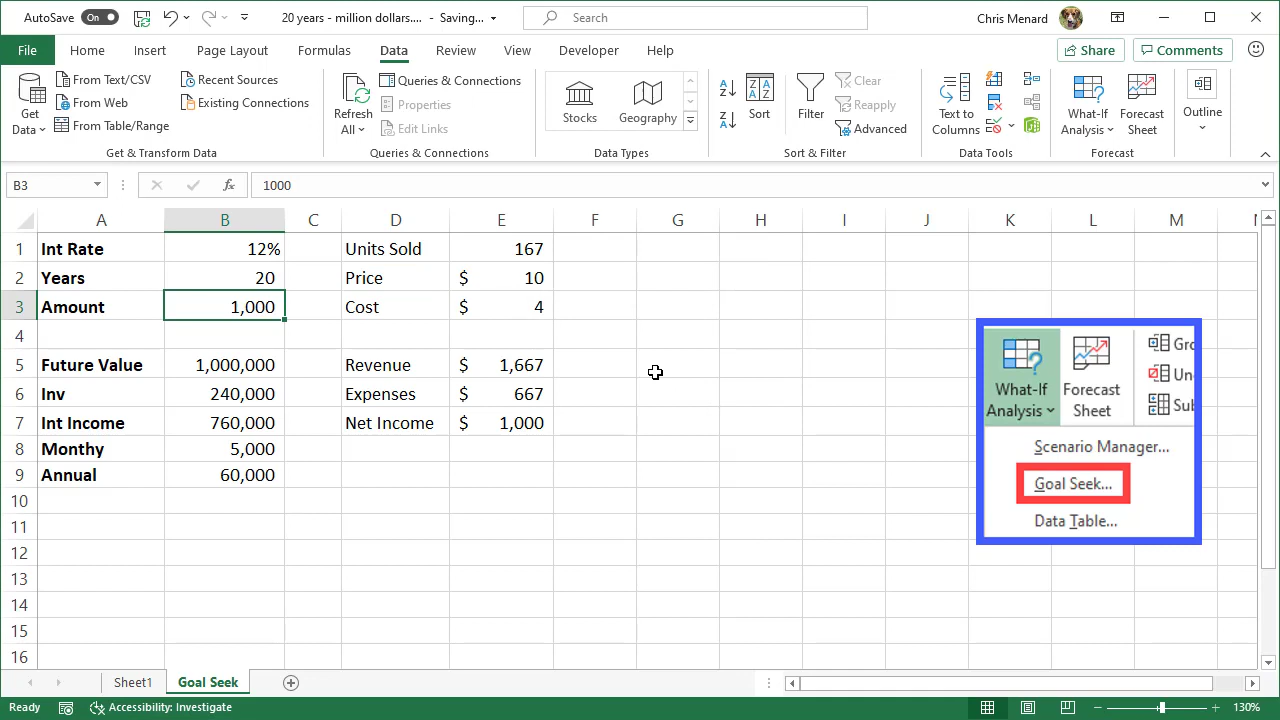 AutoSave On 20 years - million dollars.... - Saving... Search Chris Menard
File Home Insert Page Layout Formulas Data Review View Developer Help Share Comments
Get Data From Text/CSV From Web From Table/Range Recent Sources Existing Connections
Get & Transform Data
Refresh All Queries & Connections Properties Edit Links
Queries & Connections
Stocks Geography
Data Types
Sort Filter Clear Reapply Advanced
Sort & Filter
Text to Columns
Data Tools
What-If Analysis Forecast Sheet
Forecast
Outline
B3 fx 1000
A B C D E F G H I J K L M N
1 Int Rate 12% Units Sold 167
2 Years 20 Price $ 10
3 Amount 1,000 Cost $ 4
4
5 Future Value 1,000,000 Revenue $ 1,667
6 Inv 240,000 Expenses $ 667
7 Int Income 760,000 Net Income $ 1,000
8 Monthy 5,000
9 Annual 60,000
10
11
12
13
14
15
16
What-If Analysis Forecast Sheet Gro Un Sub
Scenario Manager...
Goal Seek...
Data Table...
Sheet1 Goal Seek
Ready Accessibility: Investigate 130%